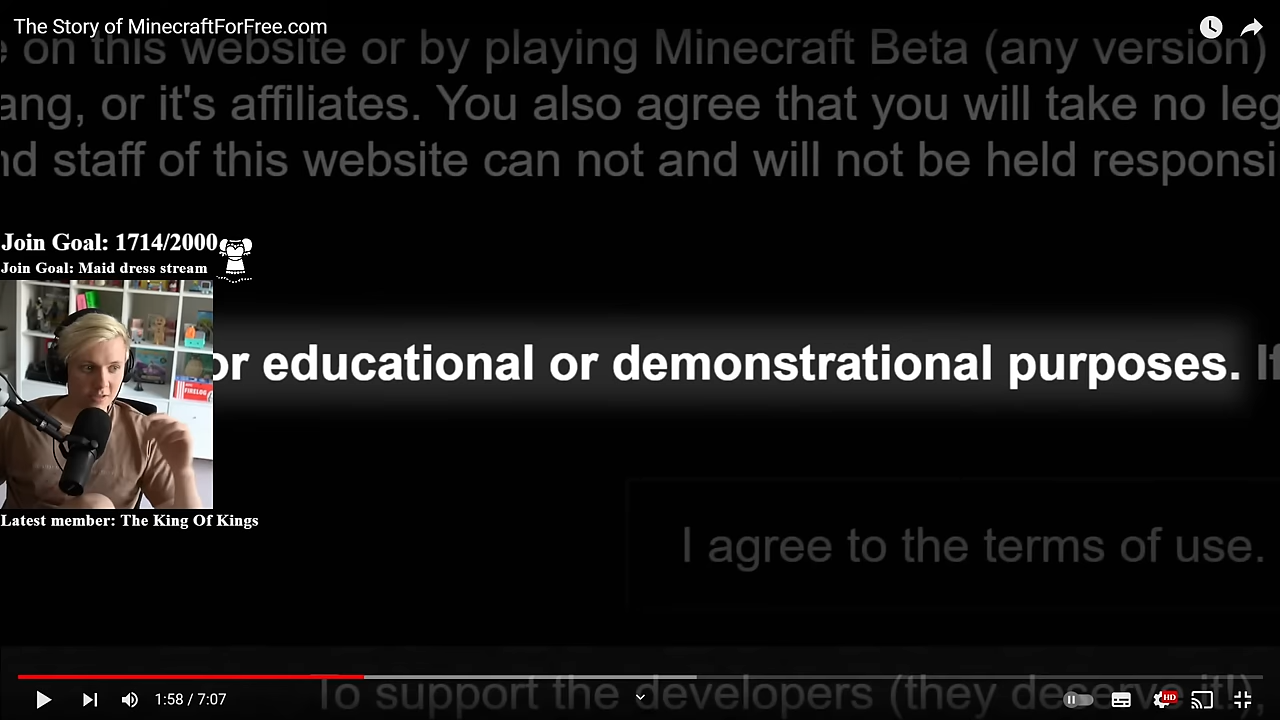 The Story of MinecraftForFree.com
e on this website or by playing Minecraft Beta (any version)
ang, or it's affiliates. You also agree that you will take no leg
nd staff of this website can not and will not be held responsi
Join Goal: 1714/2000
Join Goal: Maid dress stream
FIRELOG
or educational or demonstrational purposes. If
Latest member: The King Of Kings
I agree to the terms of use.
To support the developers (they deserve it!),
1:58 / 7:07
HD